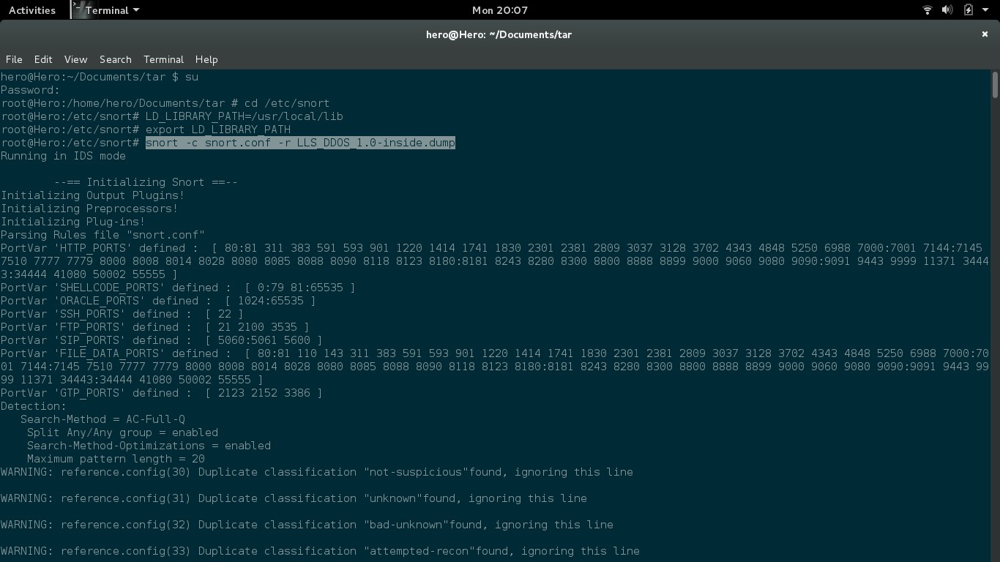 Activities
Terminal
Mon 20:07
hero@Hero: ~/Documents/tar
×
File Edit View Search Terminal Help
hero@Hero:~/Documents/tar $ su
Password:
root@Hero:/home/hero/Documents/tar # cd /etc/snort
root@Hero:/etc/snort# LD_LIBRARY_PATH=/usr/local/lib
root@Hero:/etc/snort# export LD_LIBRARY_PATH
root@Hero:/etc/snort# snort -c snort.conf -r LLS_DDOS_1.0-inside.dump
Running in IDS mode
--== Initializing Snort ==--
Initializing Output Plugins!
Initializing Preprocessors!
Initializing Plug-ins!
Parsing Rules file "snort.conf"
PortVar 'HTTP_PORTS' defined :  [ 80:81 311 383 591 593 901 1220 1414 1741 1830 2301 2381 2809 3037 3128 3702 4343 4848 5250 6988 7000:7001 7144:7145
7510 7777 7779 8000 8008 8014 8028 8080 8085 8088 8090 8118 8123 8180:8181 8243 8280 8300 8800 8888 8899 9000 9060 9080 9090:9091 9443 9999 11371 3444
3:34444 41080 50002 55555 ]
PortVar 'SHELLCODE_PORTS' defined :  [ 0:79 81:65535 ]
PortVar 'ORACLE_PORTS' defined :  [ 1024:65535 ]
PortVar 'SSH_PORTS' defined :  [ 22 ]
PortVar 'FTP_PORTS' defined :  [ 21 2100 3535 ]
PortVar 'SIP_PORTS' defined :  [ 5060:5061 5600 ]
PortVar 'FILE_DATA_PORTS' defined :  [ 80:81 110 143 311 383 591 593 901 1220 1414 1741 1830 2301 2381 2809 3037 3128 3702 4343 4848 5250 6988 7000:70
01 7144:7145 7510 7777 7779 8000 8008 8014 8028 8080 8085 8088 8090 8118 8123 8180:8181 8243 8280 8300 8800 8888 8899 9000 9060 9080 9090:9091 9443 99
99 11371 34443:34444 41080 50002 55555 ]
PortVar 'GTP_PORTS' defined :  [ 2123 2152 3386 ]
Detection:
Search-Method = AC-Full-Q
Split Any/Any group = enabled
Search-Method-Optimizations = enabled
Maximum pattern length = 20
WARNING: reference.config(30) Duplicate classification "not-suspicious"found, ignoring this line
WARNING: reference.config(31) Duplicate classification "unknown"found, ignoring this line
WARNING: reference.config(32) Duplicate classification "bad-unknown"found, ignoring this line
WARNING: reference.config(33) Duplicate classification "attempted-recon"found, ignoring this line